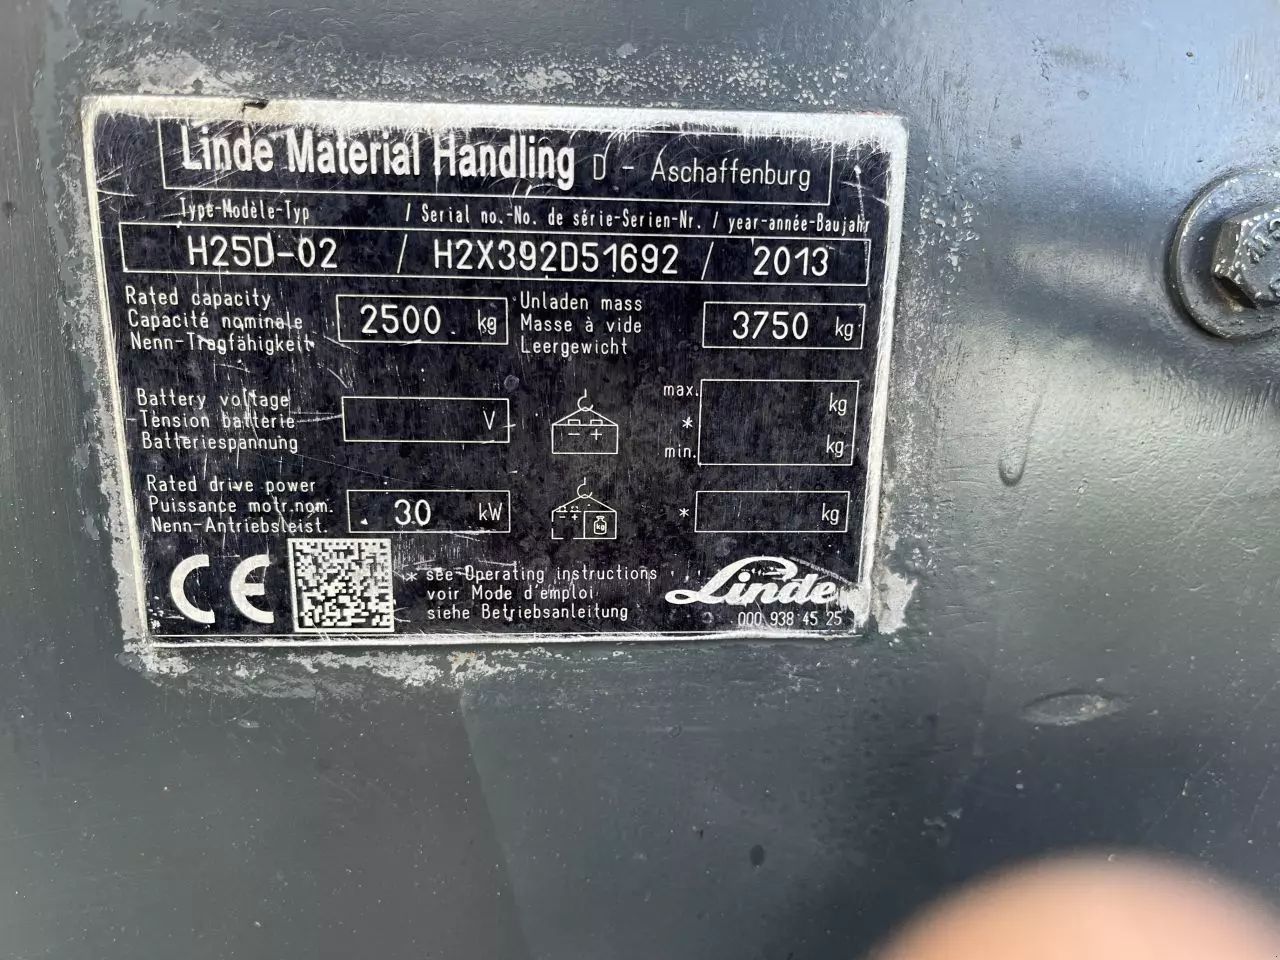 Linde Material Handling D - Aschaffenburg
Type-Modèle-Typ / Serial no.-No. de série-Serien-Nr. / year-année-Baujahr
H25D-02 / H2X392D51692 / 2013
Rated capacity
Capacité nominale
Nenn-Tragfähigkeit
2500 kg
Unladen mass
Masse à vide
Leergewicht
3750 kg
Battery voltage
Tension batterie
Batteriespannung
V
- +
max.
*
min.
kg
kg
Rated drive power
Puissance motr.nom.
Nenn-Antriebsleist.
30 kW
- +
kg
* kg
CE
* see Operating instructions
voir Mode d'emploi
siehe Betriebsanleitung
Linde
000 938 45 25